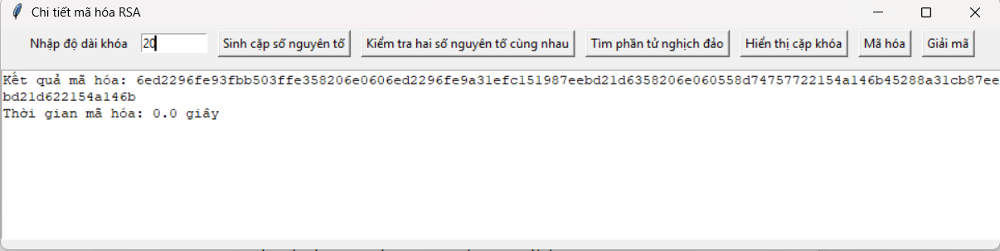 Chi tiết mã hóa RSA
Nhập độ dài khóa 20 Sinh cặp số nguyên tố Kiểm tra hai số nguyên tố cùng nhau Tìm phần tử nghịch đảo Hiển thị cặp khóa Mã hóa Giải mã
Kết quả mã hóa: 6ed2296fe93fbb503ffe358206e0606ed2296fe9a31efc151987eebd21d6358206e060558d74757722154a146b45288a31cb87ee
bd21d622154a146b
Thời gian mã hóa: 0.0 giây